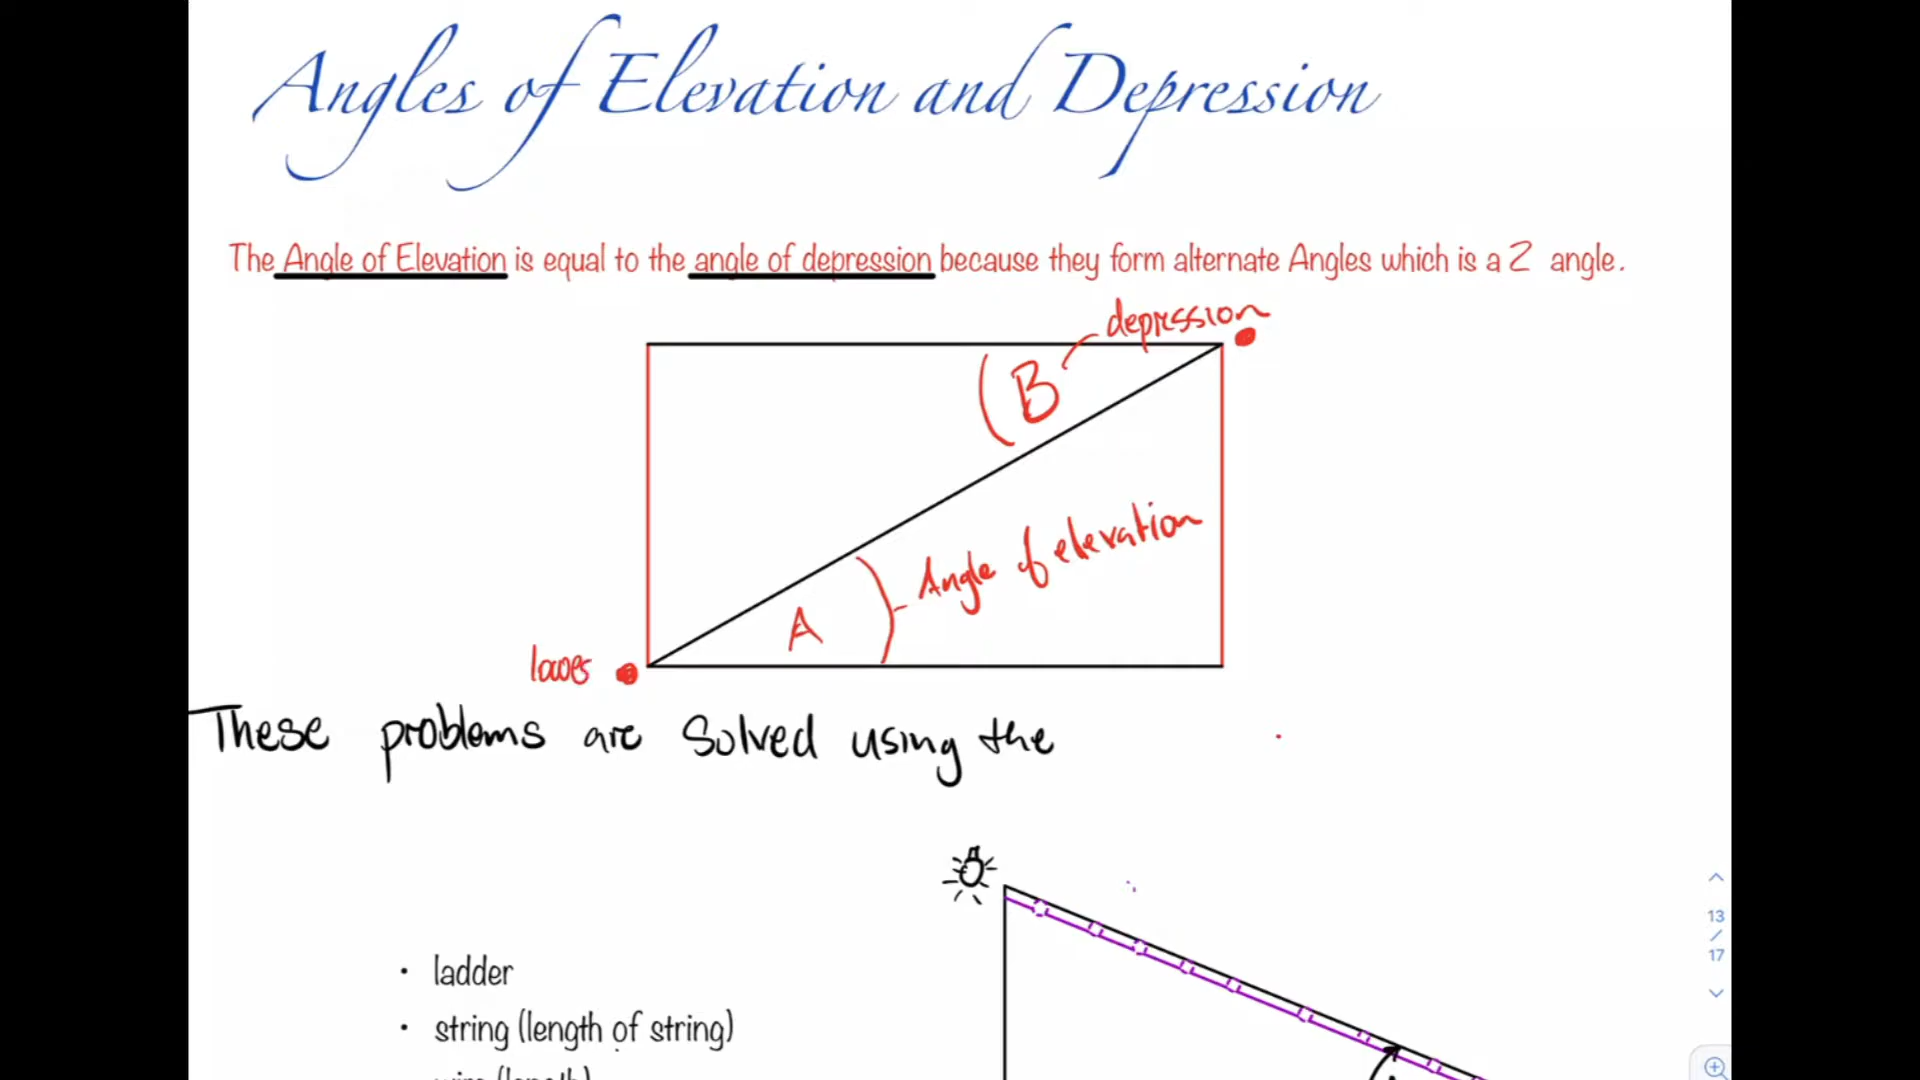 Angles of Elevation and Depression
The Angle of Elevation is equal to the angle of depression because they form alternate Angles which is a Z angle.
depression
B
Angle of elevation
A
These problems are Solved using the
13
/
17
• ladder
• string (length of string)